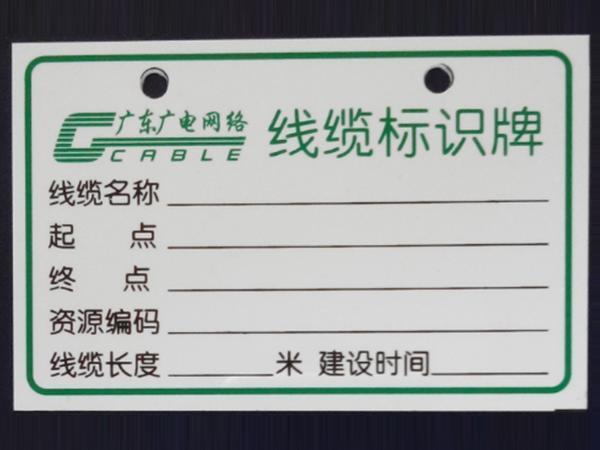 广东广电网络 线缆标识牌
GCABLE
线缆名称
起 点
终 点
资源编码
线缆长度 米 建设时间